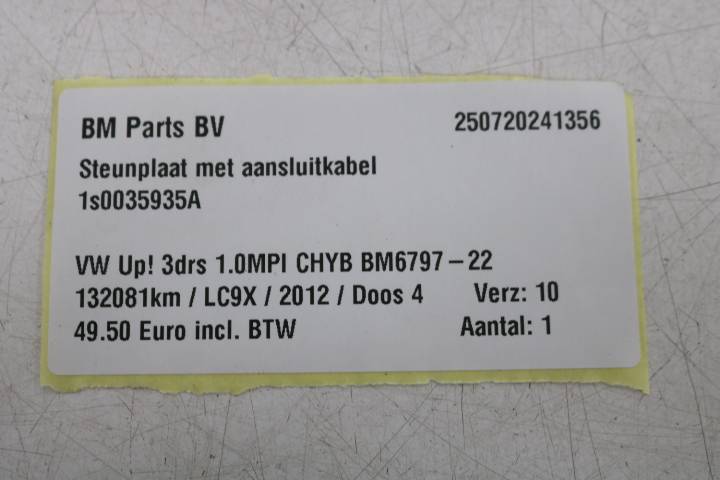 BM Parts BV 250720241356
Steunplaat met aansluitkabel
1s0035935A
VW Up! 3drs 1.0MPI CHYB BM6797-22
132081km / LC9X / 2012 / Doos 4 Verz: 10
49.50 Euro incl. BTW Aantal: 1